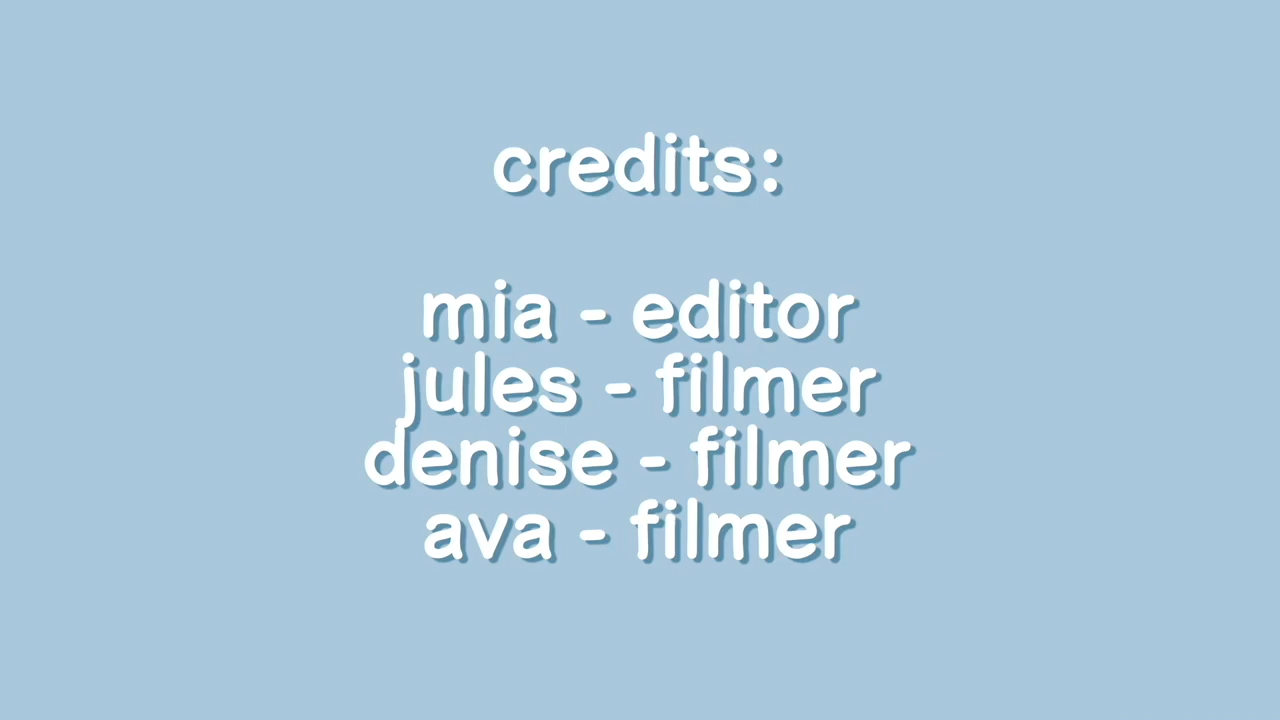 credits:
mia - editor
jules - filmer
denise - filmer
ava - filmer